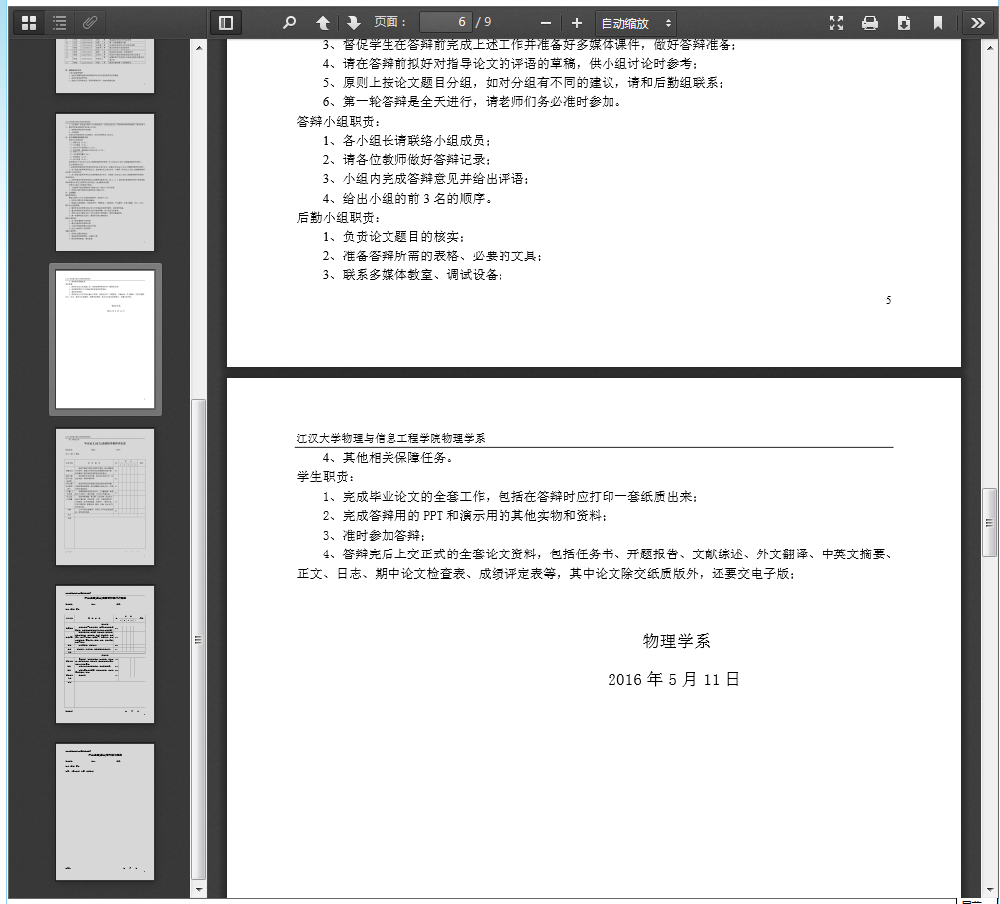 页面： 6 / 9 自动缩放
3、督促学生在答辩前完成上述工作并准备好多媒体课件，做好答辩准备；
4、请在答辩前拟好对指导论文的评语的草稿，供小组讨论时参考；
5、原则上按论文题目分组，如对分组有不同的建议，请和后勤组联系；
6、第一轮答辩是全天进行，请老师们务必准时参加。
答辩小组职责：
1、各小组长请联络小组成员；
2、请各位教师做好答辩记录；
3、小组内完成答辩意见并给出评语；
4、给出小组的前 3 名的顺序。
后勤小组职责：
1、负责论文题目的核实；
2、准备答辩所需的表格、必要的文具；
3、联系多媒体教室、调试设备；
5
江汉大学物理与信息工程学院物理学系
4、其他相关保障任务。
学生职责：
1、完成毕业论文的全套工作，包括在答辩时应打印一套纸质出来；
2、完成答辩用的 PPT 和演示用的其他实物和资料；
3、准时参加答辩；
4、答辩完后上交正式的全套论文资料，包括任务书、开题报告、文献综述、外文翻译、中英文摘要、
正文、日志、期中论文检查表、成绩评定表等，其中论文除交纸质版外，还要交电子版；
物理学系
2016 年 5 月 11 日